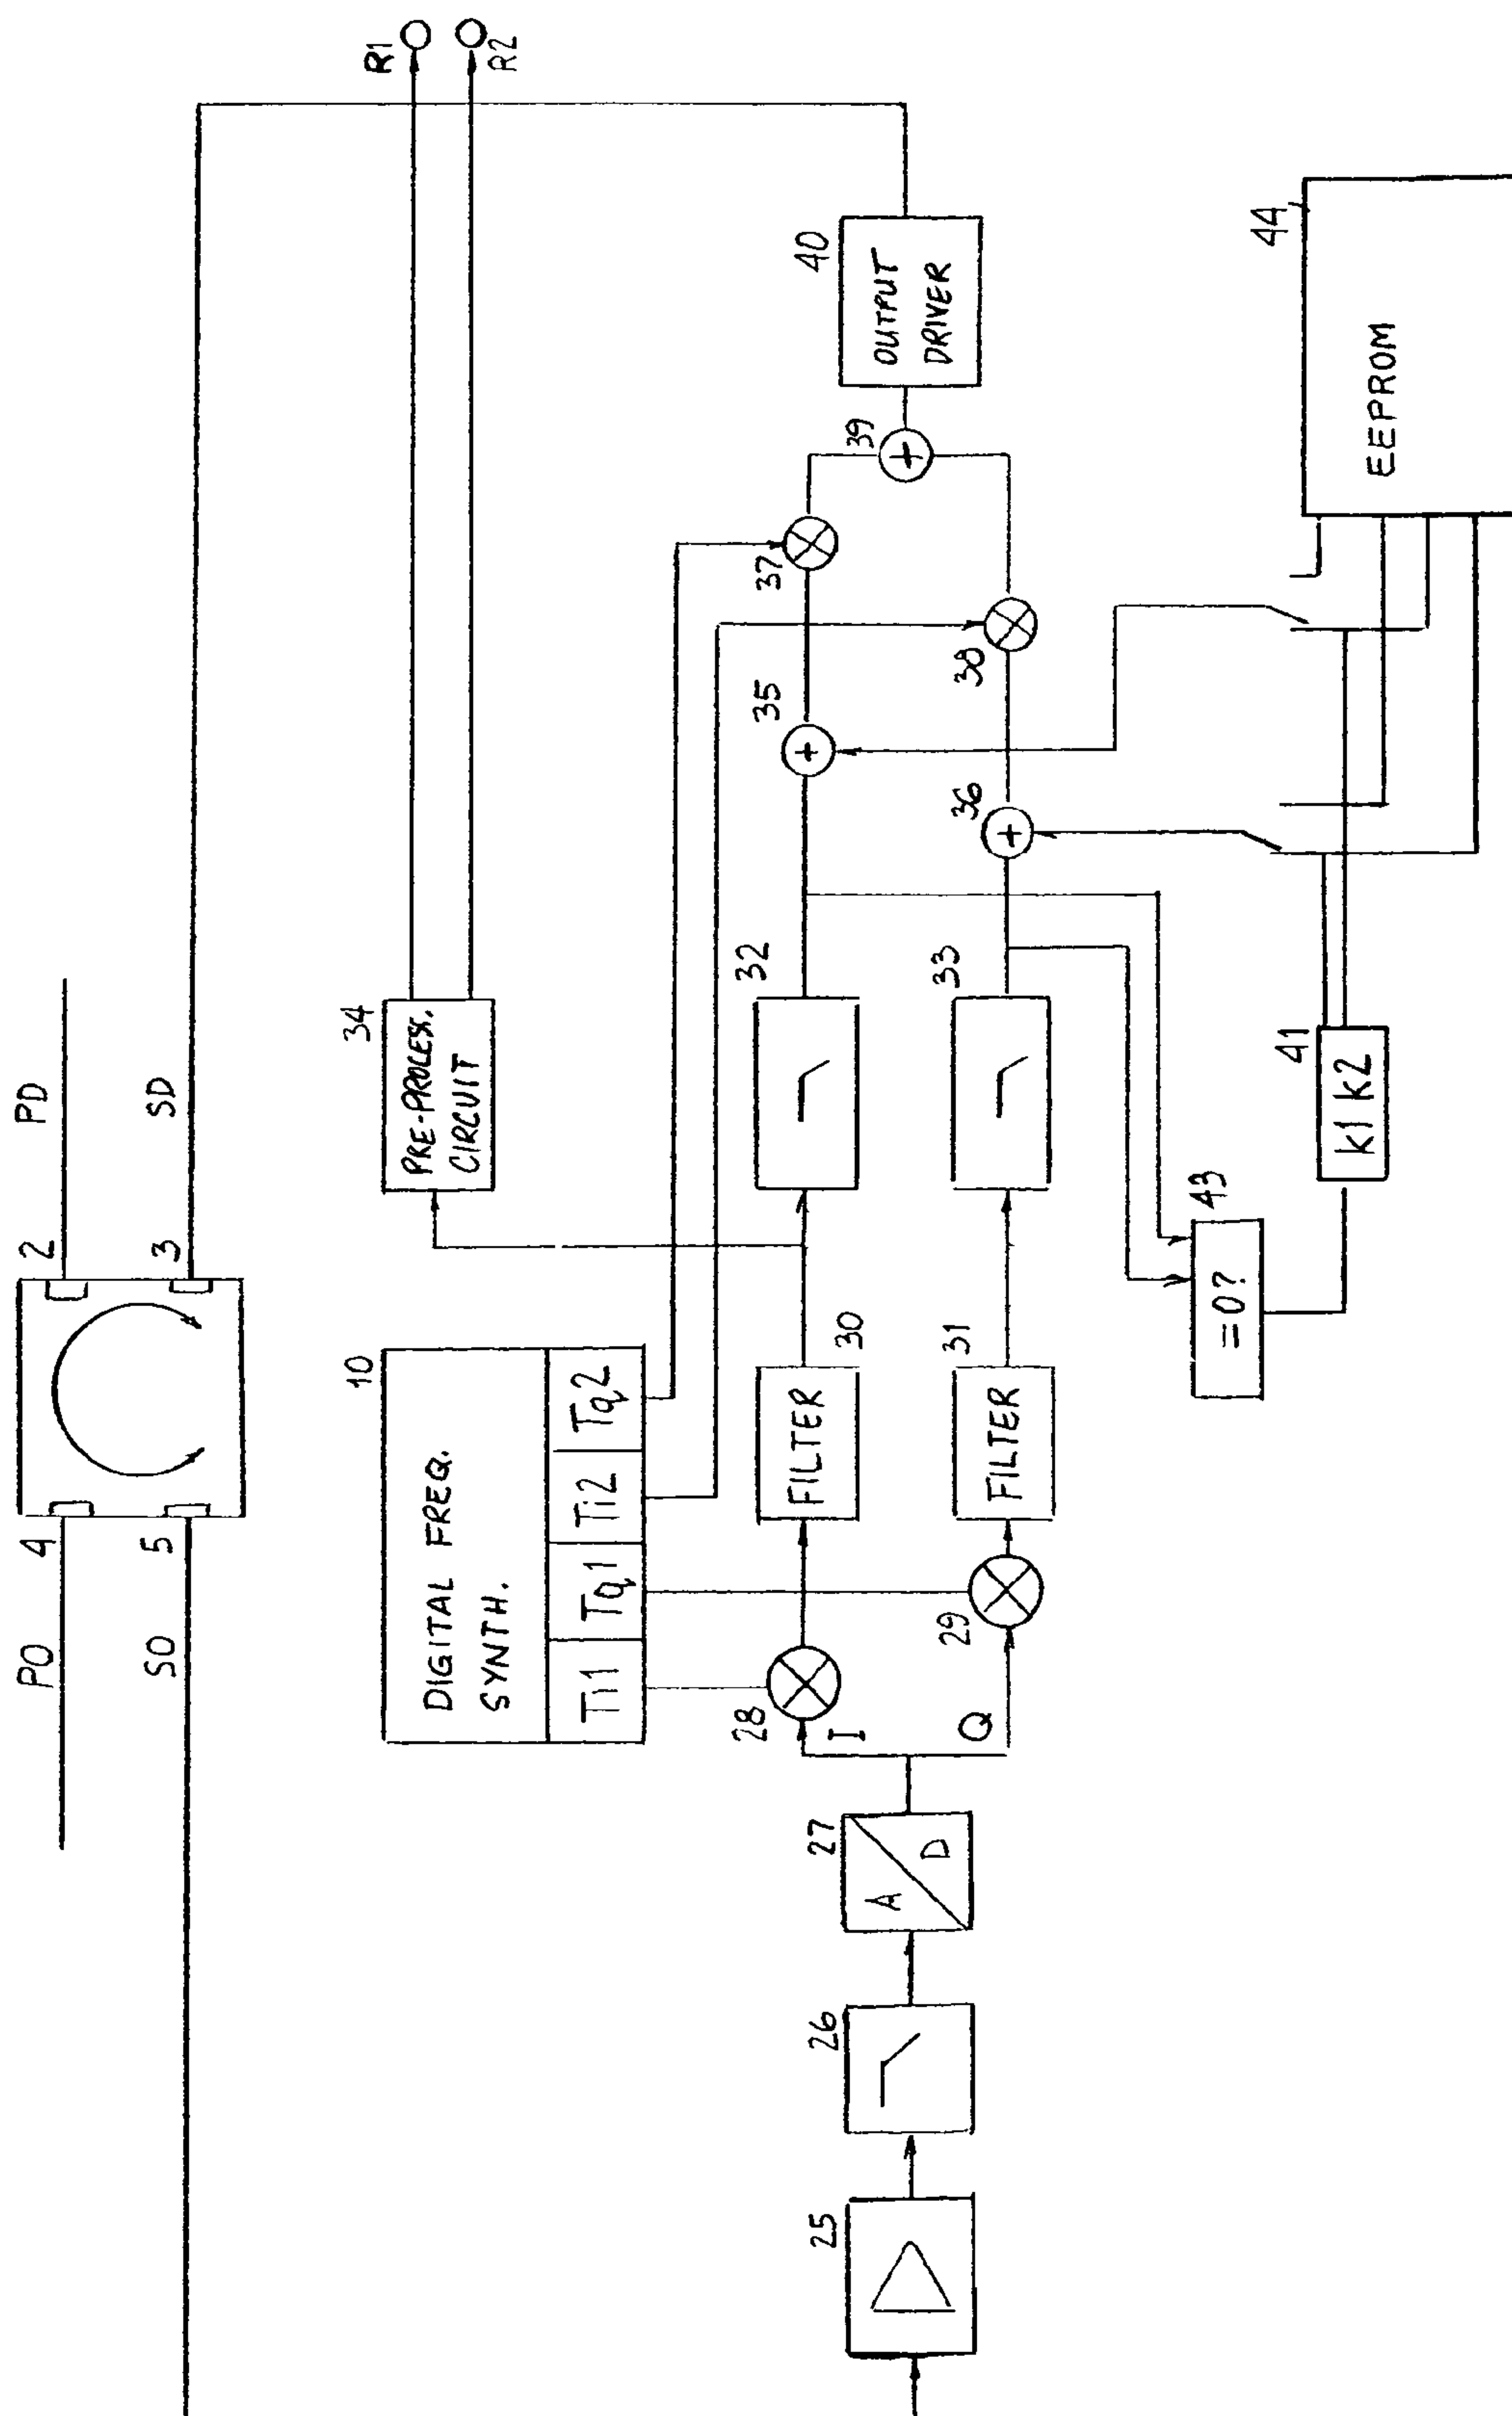 PO
PD
4
2
5
3
SO
SD
R1
R2
10
DIGITAL FREQ.
SYNTH.
Ti1
Tq1
Ti2
Tq2
34
PRE-PROCESS.
CIRCUIT
25
26
27
A
D
28
I
Q
29
FILTER
30
FILTER
31
32
33
35
+
36
+
37
38
39
+
40
OUTPUT
DRIVER
43
=0?
41
k1 k2
44
EEPROM